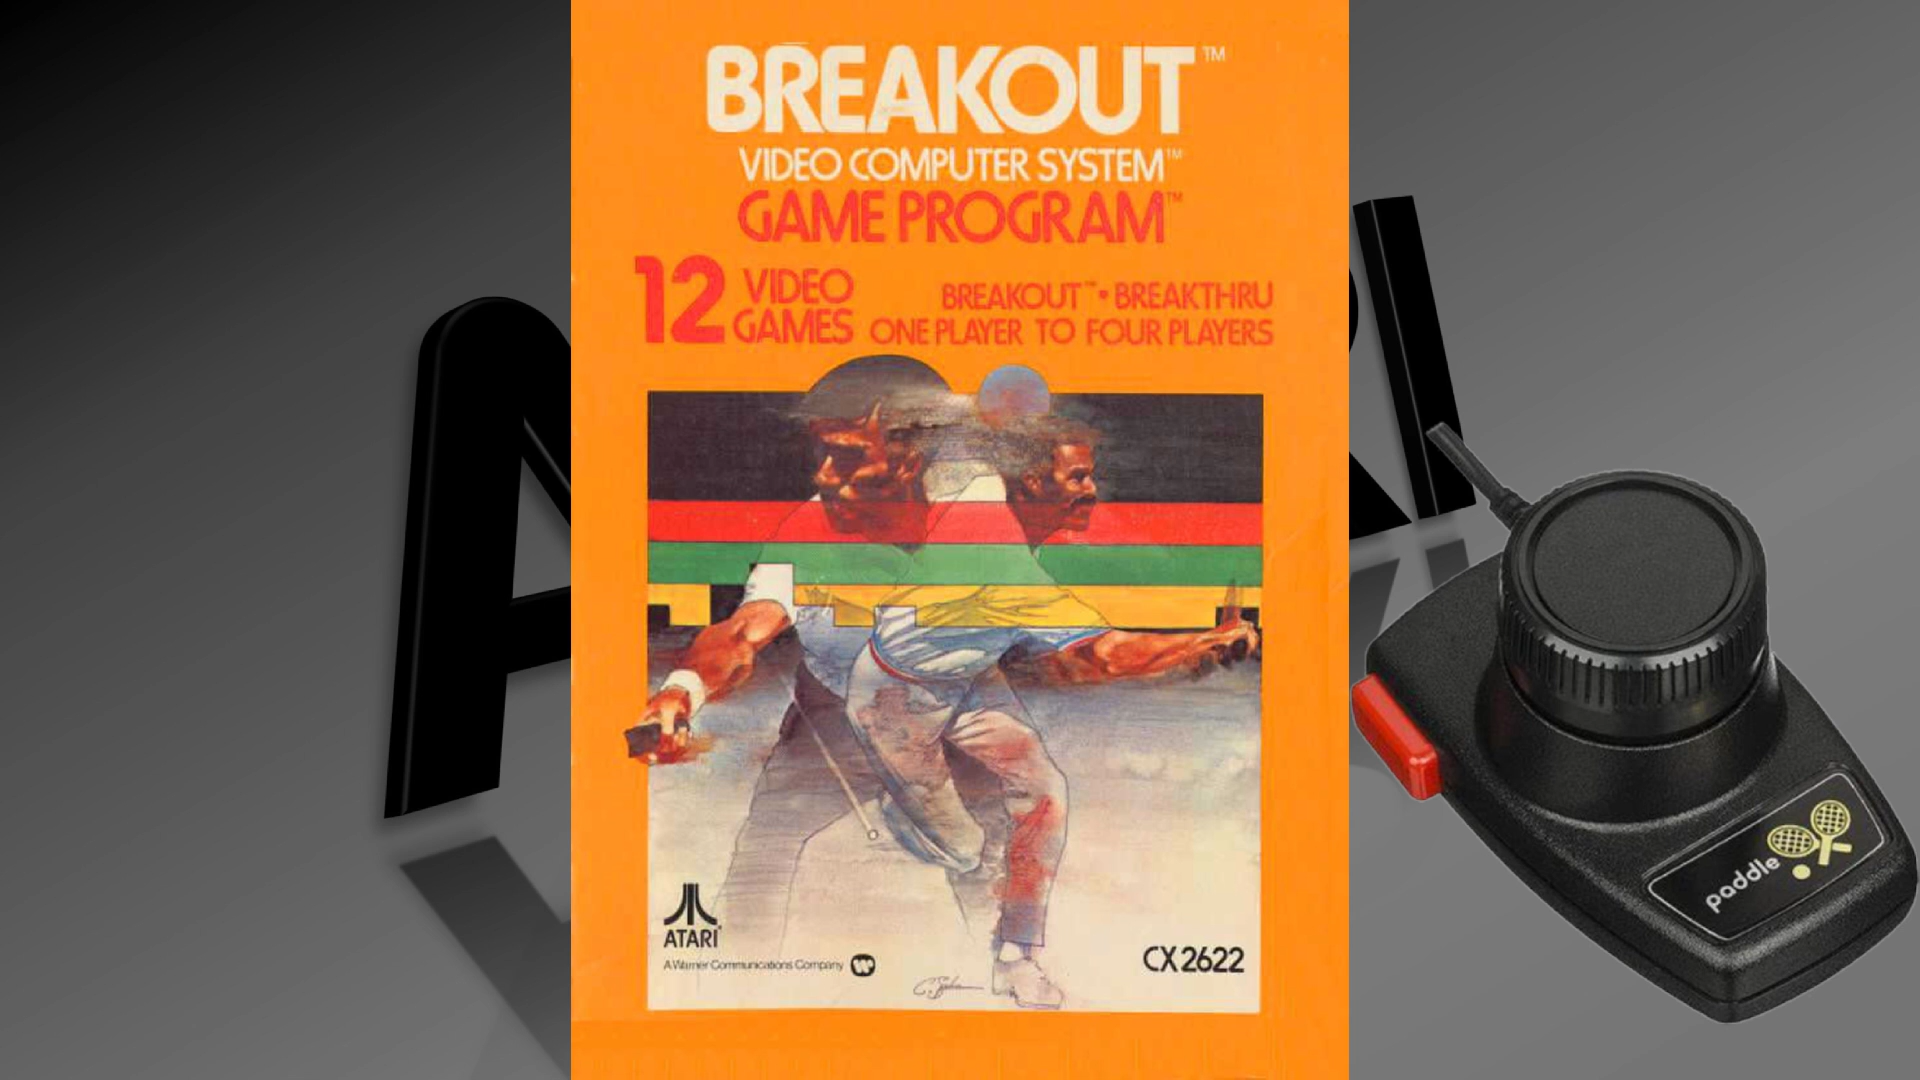 BREAKOUT™
VIDEO COMPUTER SYSTEM™
GAME PROGRAM™
12 VIDEO GAMES
BREAKOUT™ • BREAKTHRU
ONE PLAYER TO FOUR PLAYERS
ATARI
A Warner Communications Company
CX2622
paddle